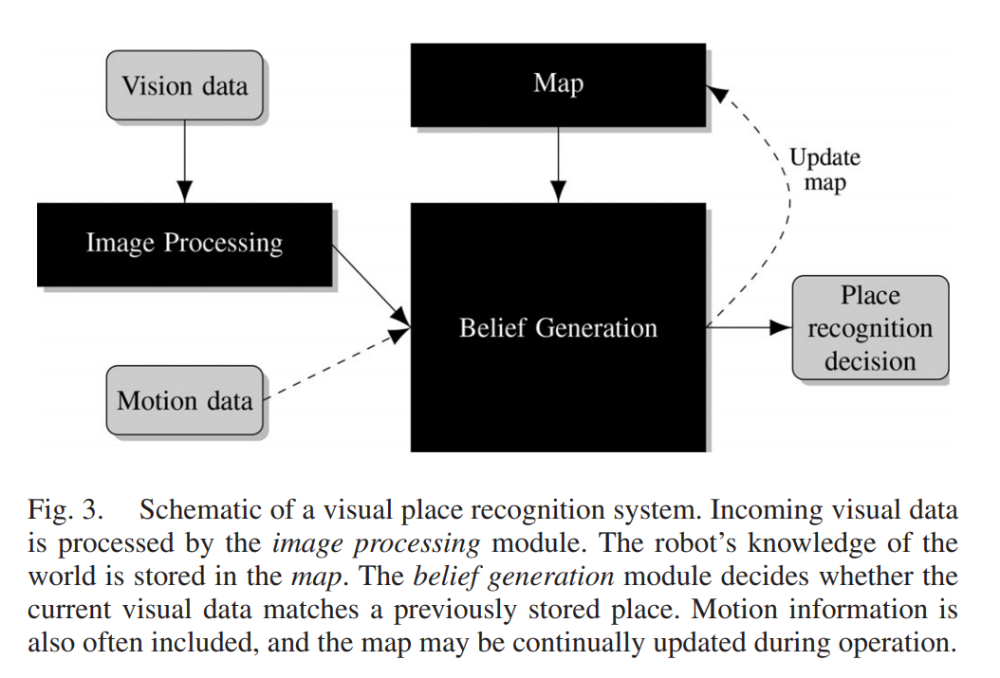 Vision data
Map
Update
map
Image Processing
Place
recognition
decision
Belief Generation
Motion data
Fig. 3. Schematic of a visual place recognition system. Incoming visual data
is processed by the image processing module. The robot’s knowledge of the
world is stored in the map. The belief generation module decides whether the
current visual data matches a previously stored place. Motion information is
also often included, and the map may be continually updated during operation.